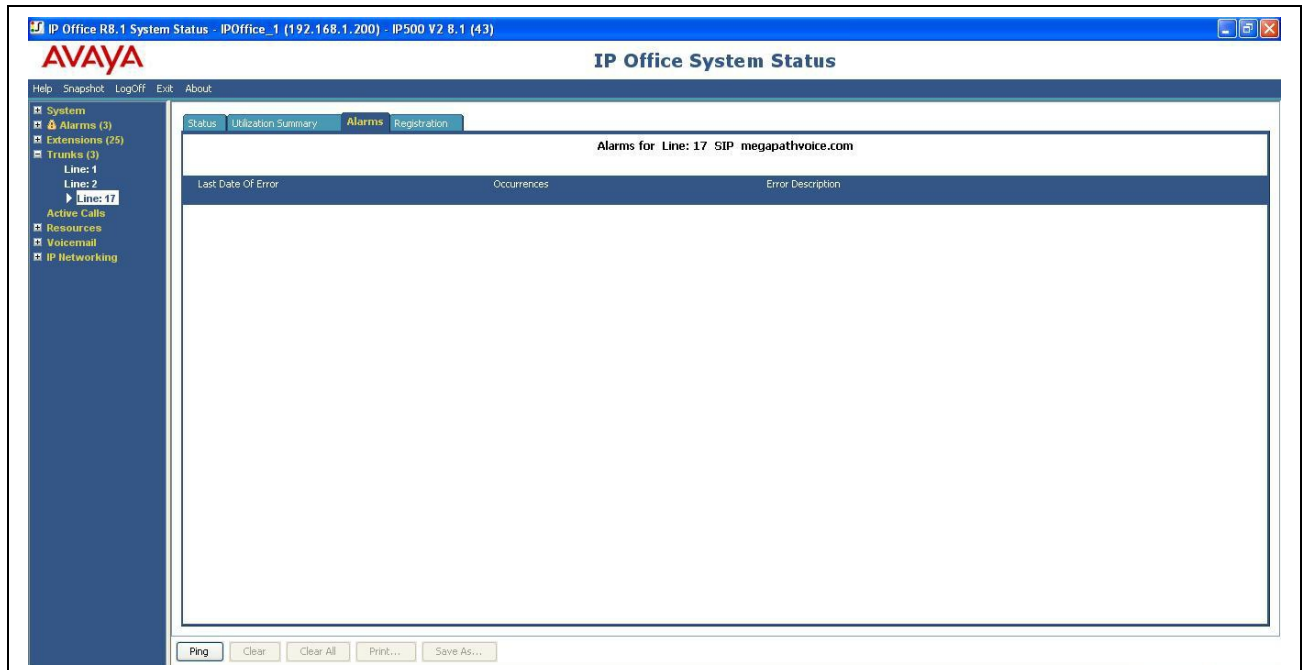 IP Office R8.1 System Status - IPOffice_1 (192.168.1.200) - IP500 V2 8.1 (43)
AVAYA
IP Office System Status
Help Snapshot LogOff Exit About
System
Alarms (3)
Extensions (25)
Trunks (3)
Line: 1
Line: 2
Line: 17
Active Calls
Resources
Voicemail
IP Networking
Status Utilization Summary Alarms Registration
Alarms for Line: 17 SIP megapathvoice.com
Last Date Of Error Occurrences Error Description
Ping Clear Clear All Print... Save As...